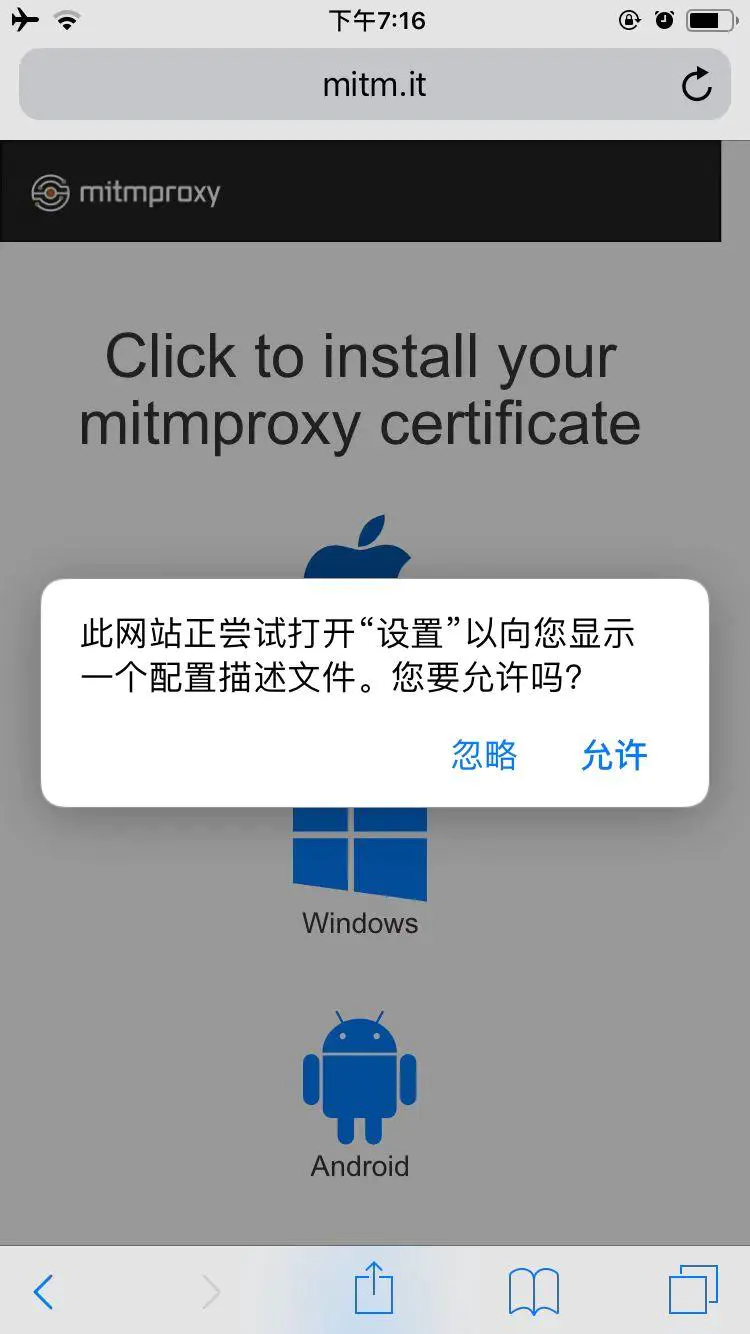 下午7:16
mitm.it
mitmproxy
Click to install your
mitmproxy certificate
此网站正尝试打开“设置”以向您显示
一个配置描述文件。您要允许吗?
忽略 允许
Windows
Android